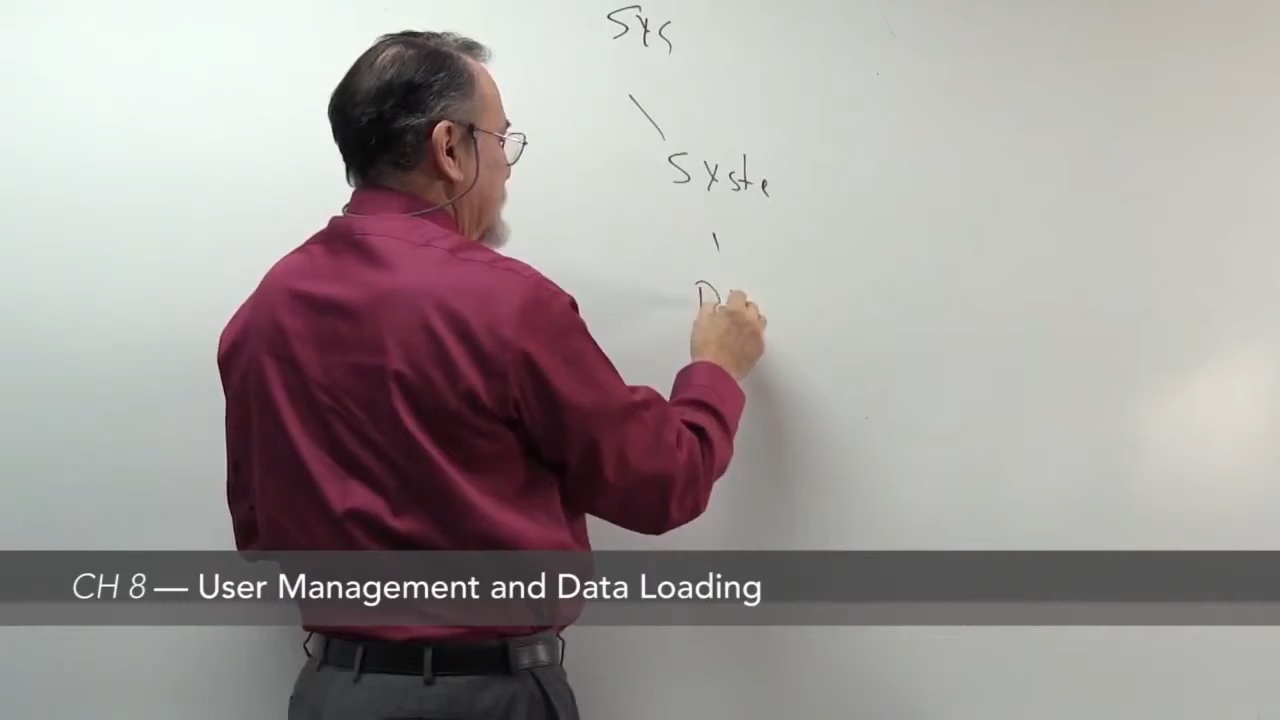 Sys
Syste
D
CH 8 — User Management and Data Loading